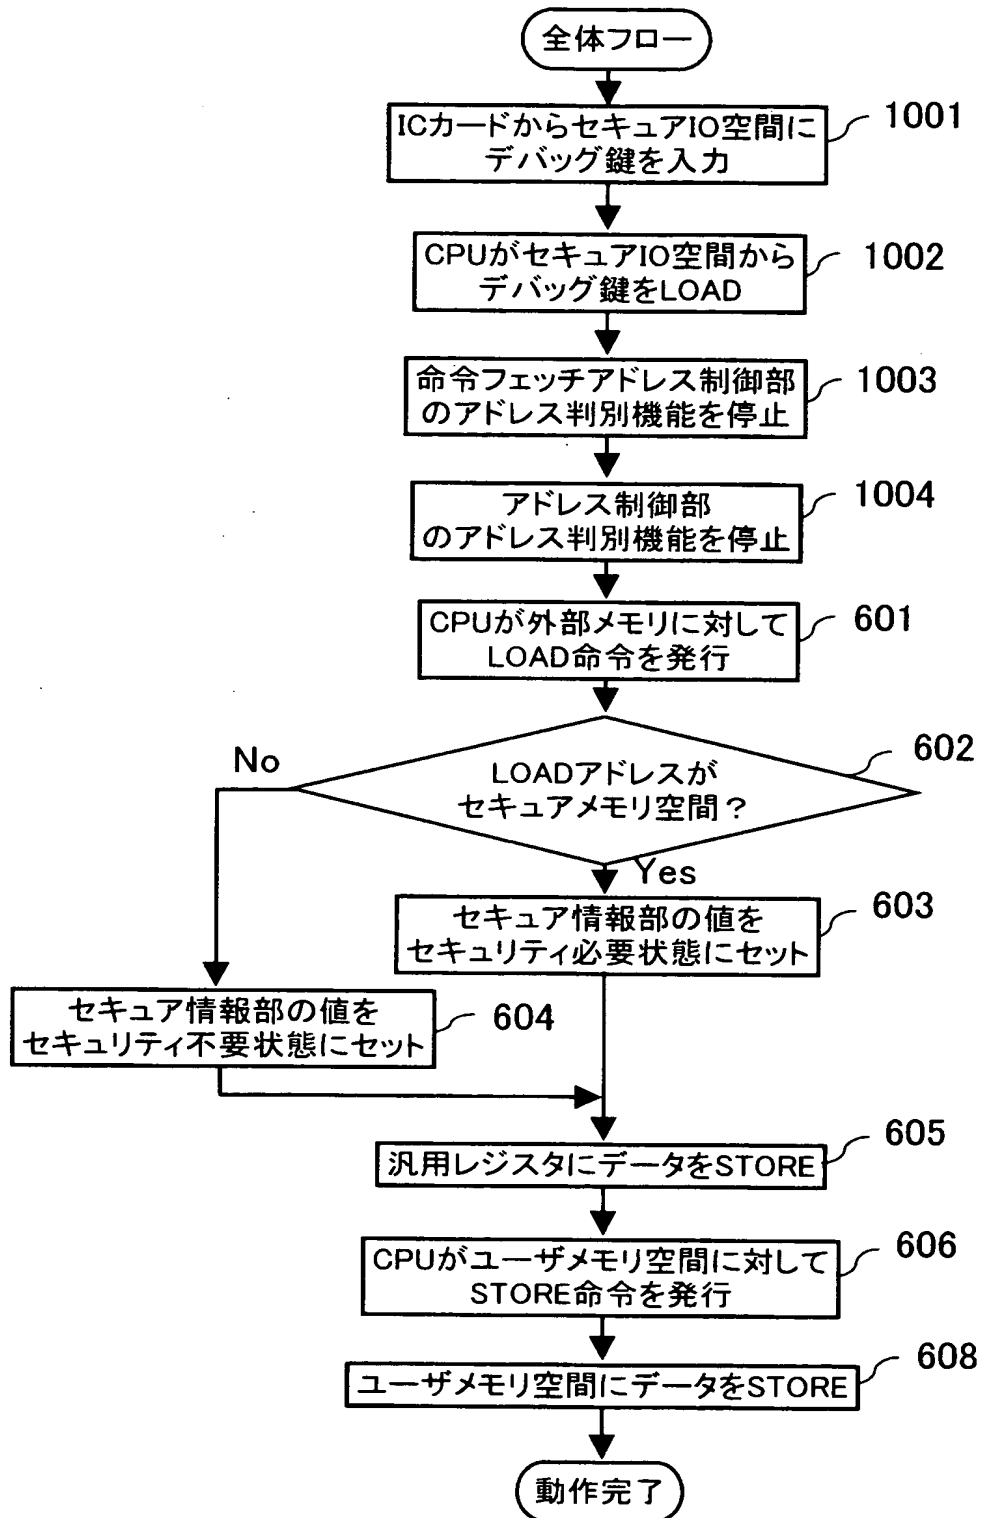 全体フロー
ICカードからセキュアIO空間に
デバッグ鍵を入力
1001
CPUがセキュアIO空間から
デバッグ鍵をLOAD
1002
命令フェッチアドレス制御部
のアドレス判別機能を停止
1003
アドレス制御部
のアドレス判別機能を停止
1004
CPUが外部メモリに対して
LOAD命令を発行
601
LOADアドレスが
セキュアメモリ空間?
602
No
Yes
セキュア情報部の値を
セキュリティ必要状態にセット
603
セキュア情報部の値を
セキュリティ不要状態にセット
604
汎用レジスタにデータをSTORE
605
CPUがユーザメモリ空間に対して
STORE命令を発行
606
ユーザメモリ空間にデータをSTORE
608
動作完了